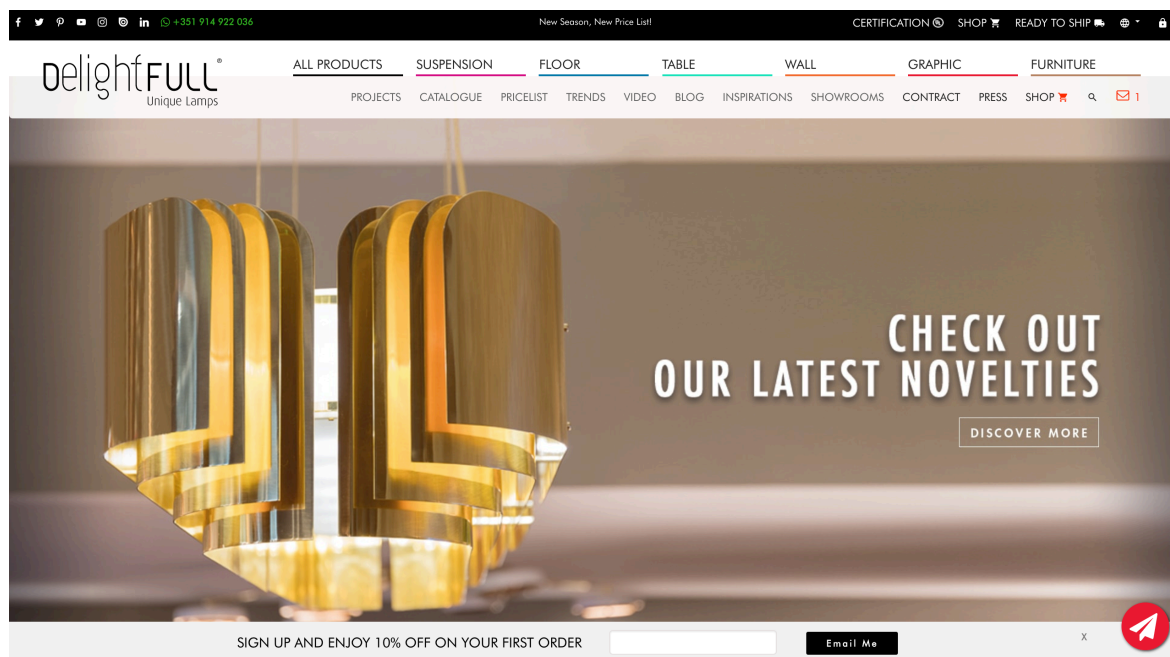 +351 914 922 036
New Season, New Price List!
CERTIFICATION SHOP READY TO SHIP
DelightFULL®
Unique Lamps
ALL PRODUCTS SUSPENSION FLOOR TABLE WALL GRAPHIC FURNITURE
PROJECTS CATALOGUE PRICELIST TRENDS VIDEO BLOG INSPIRATIONS SHOWROOMS CONTRACT PRESS SHOP 1
CHECK OUT
OUR LATEST NOVELTIES
DISCOVER MORE
SIGN UP AND ENJOY 10% OFF ON YOUR FIRST ORDER
Email Me
X